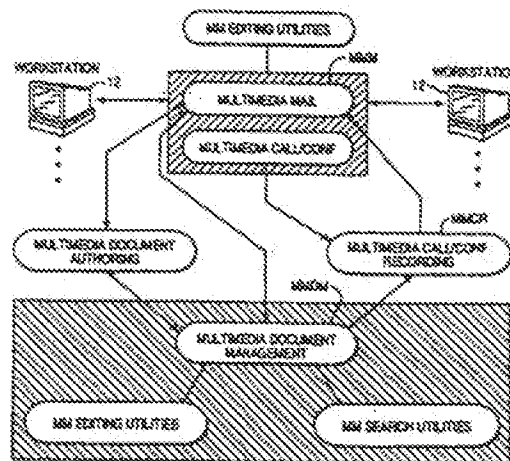 MM EDITING UTILITIES
MMM
WORKSTATION
12
MULTIMEDIA MAIL
MULTIMEDIA CALL/CONF
WORKSTATION
12
MULTIMEDIA DOCUMENT
AUTHORING
MMCR
MULTIMEDIA CALL/CONF
RECORDING
MMDM
MULTIMEDIA DOCUMENT
MANAGEMENT
MM EDITING UTILITIES
MM SEARCH UTILITIES